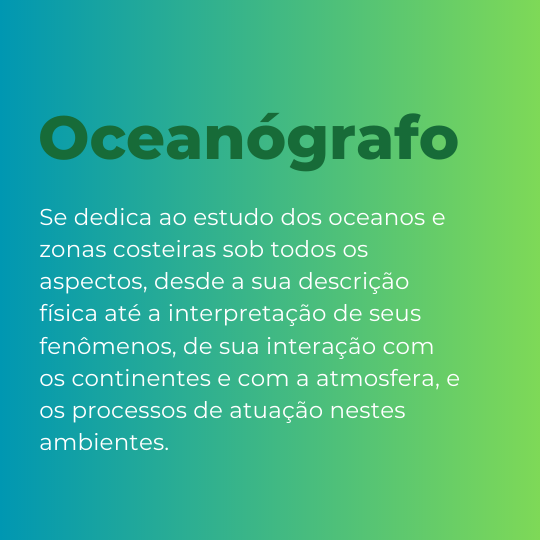 Oceanógrafo
Se dedica ao estudo dos oceanos e
zonas costeiras sob todos os
aspectos, desde a sua descrição
física até a interpretação de seus
fenômenos, de sua interação com
os continentes e com a atmosfera, e
os processos de atuação nestes
ambientes.